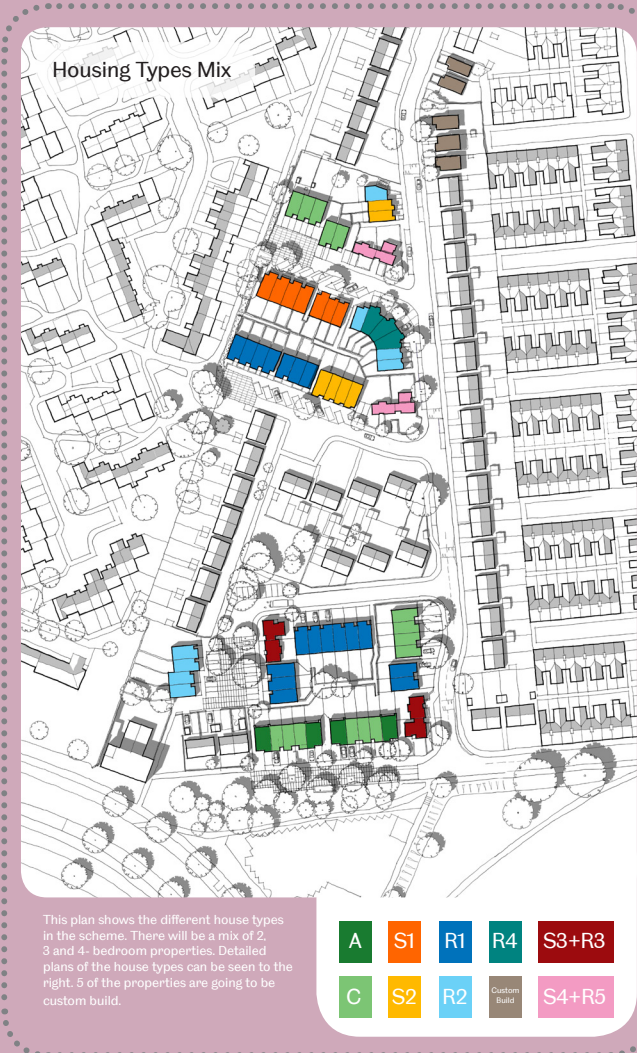 Housing Types Mix
This plan shows the different house types
in the scheme. There will be a mix of 2,
3 and 4- bedroom properties. Detailed
plans of the house types can be seen to the
right. 5 of the properties are going to be
custom build.
A S1 R1 R4 S3+R3
C S2 R2 Custom
Build S4+R5